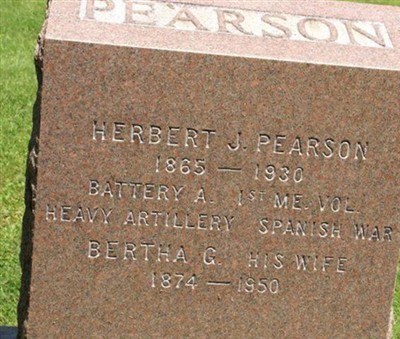 PEARSON
HERBERT J. PEARSON
1865 — 1930
BATTERY A. 1ST ME. VOL.
HEAVY ARTILLERY SPANISH WAR
BERTHA G. HIS WIFE
1874 — 1950